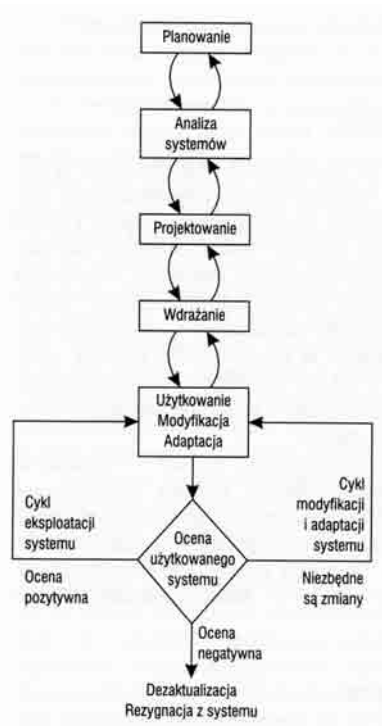 Planowanie
Analiza
systemów
Projektowanie
Wdrażanie
Użytkowanie
Modyfikacja
Adaptacja
Cykl
eksploatacji
systemu
Ocena
pozytywna
Ocena
użytkowanego
systemu
Cykl
modyfikacji
i adaptacji
systemu
Niezbędne
są zmiany
Ocena
negatywna
Dezaktualizacja
Rezygnacja z systemu